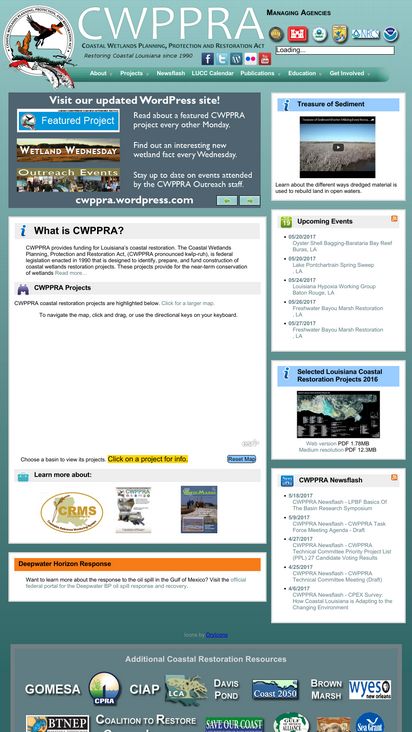 CWPPRA
MANAGING AGENCIES
COASTAL WETLANDS PLANNING, PROTECTION AND RESTORATION ACT
Restoring Coastal Louisiana since 1990
Loading...
About
Projects
Newsflash
LUCC Calendar
Publications
Education
Get Involved
Visit our updated WordPress site!
Featured Project
Read about a featured CWPPRA
project every other Monday.
WETLAND WEDNESDAY
Find out an interesting new
wetland fact every Wednesday.
Outreach Events
Stay up to date on events attended
by the CWPPRA Outreach staff.
cwppra.wordpress.com
Treasure of Sediment
Learn about the different ways dredged material is
used to rebuild land in open waters.
What is CWPPRA?
CWPPRA provides funding for Louisiana's coastal restoration. The Coastal Wetlands
Planning, Protection and Restoration Act, (CWPPRA pronounced kwip-ruh), is federal
legislation enacted in 1990 that is designed to identify, prepare, and fund construction of
coastal wetlands restoration projects. These projects provide for the near-term conservation
of wetlands Read more...
CWPPRA Projects
CWPPRA coastal restoration projects are highlighted below. Click for a larger map.
To navigate the map, click and drag, or use the directional keys on your keyboard.
esri
Choose a basin to view its projects. Click on a project for info.
Reset Map
Learn more about:
CRMS
CWPPRA
WATERMARKS
Deepwater Horizon Response
Want to learn more about the response to the oil spill in the Gulf of Mexico? Visit the official
federal portal for the Deepwater BP oil spill response and recovery.
Upcoming Events
05/20/2017
Oyster Shell Bagging-Barataria Bay Reef
Buras, LA
05/20/2017
Lake Pontchartrain Spring Sweep
, LA
05/24/2017
Louisiana Hypoxia Working Group
Baton Rouge, LA
05/26/2017
Freshwater Bayou Marsh Restoration
, LA
05/27/2017
Freshwater Bayou Marsh Restoration
, LA
Selected Louisiana Coastal
Restoration Projects 2016
Web version PDF 1.78MB
Medium resolution PDF 12.3MB
CWPPRA Newsflash
5/18/2017
CWPPRA Newsflash - LPBF Basics Of
The Basin Research Symposium
5/9/2017
CWPPRA Newsflash - CWPPRA Task
Force Meeting Agenda - Draft
4/27/2017
CWPPRA Newsflash - CWPPRA
Technical Committee Priority Project List
(PPL) 27 Candidate Voting Results
4/25/2017
CWPPRA Newsflash - CWPPRA
Technical Committee Meeting (Draft)
4/6/2017
CWPPRA Newsflash - CPEX Survey:
How Coastal Louisiana is Adapting to the
Changing Environment
Icons by OxyIcons
Additional Coastal Restoration Resources
GOMESA
CPRA
CIAP
LCA
DAVIS
POND
Coast 2050
BROWN
MARSH
WYES
new orleans
BTNEP
COALITION TO RESTORE
SAVE OUR COAST
GULF OF
MEXICO
ALLIANCE
Sea Grant